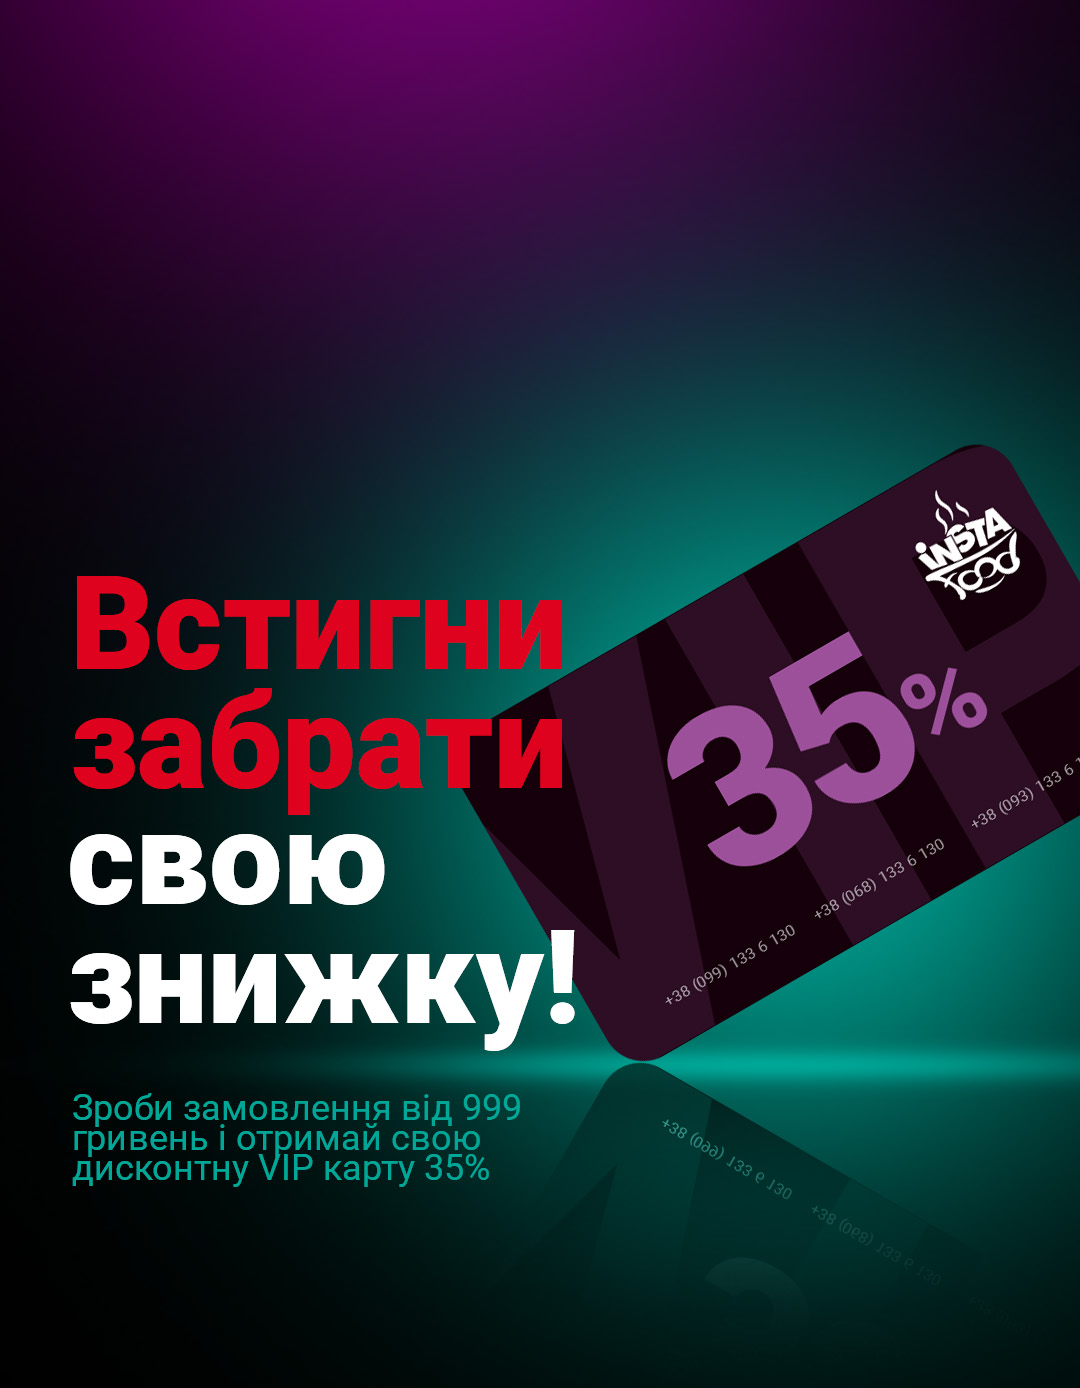 Встигни
забрати
свою
знижку!
Зроби замовлення від 999
гривень і отримай свою
дисконтну VIP карту 35%
INSTA
food
VIP
35%
+38 (099) 133 6 130
+38 (068) 133 6 130
+38 (093) 133 6